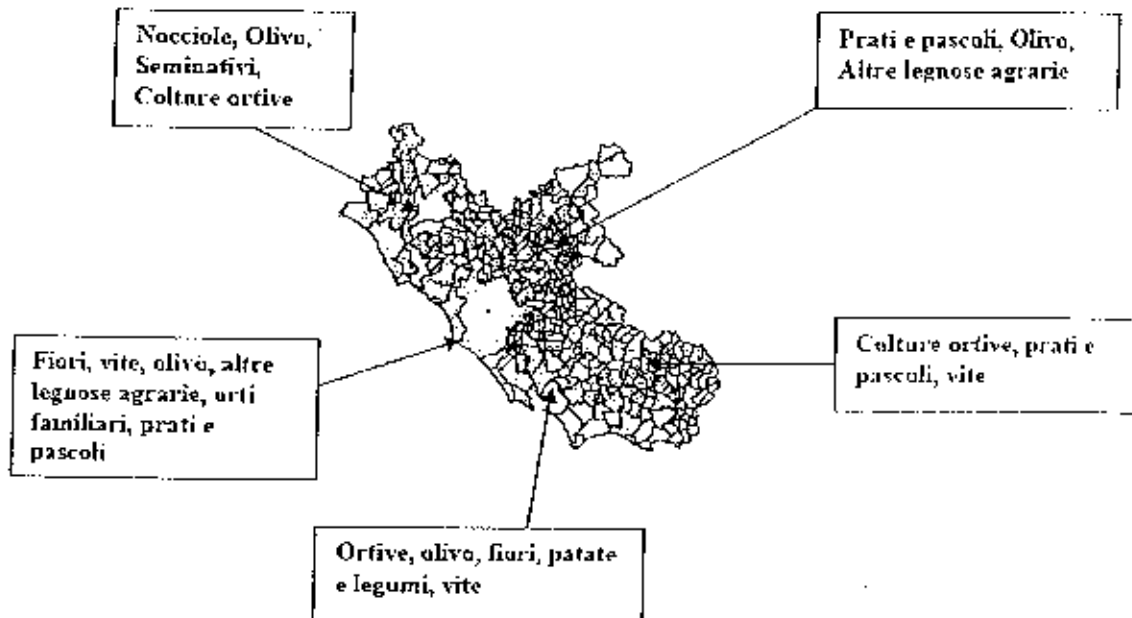 Nocciole, Olivo,
Seminativi,
Colture ortive
Prati e pascoli, Olivo,
Altre legnose agrarie
Fiori, vite, olivo, altre
legnose agrarie, orti
familiari, prati e
pascoli
Colture ortive, prati e
pascoli, vite
Ortive, olivo, fiori, patate
e legumi, vite